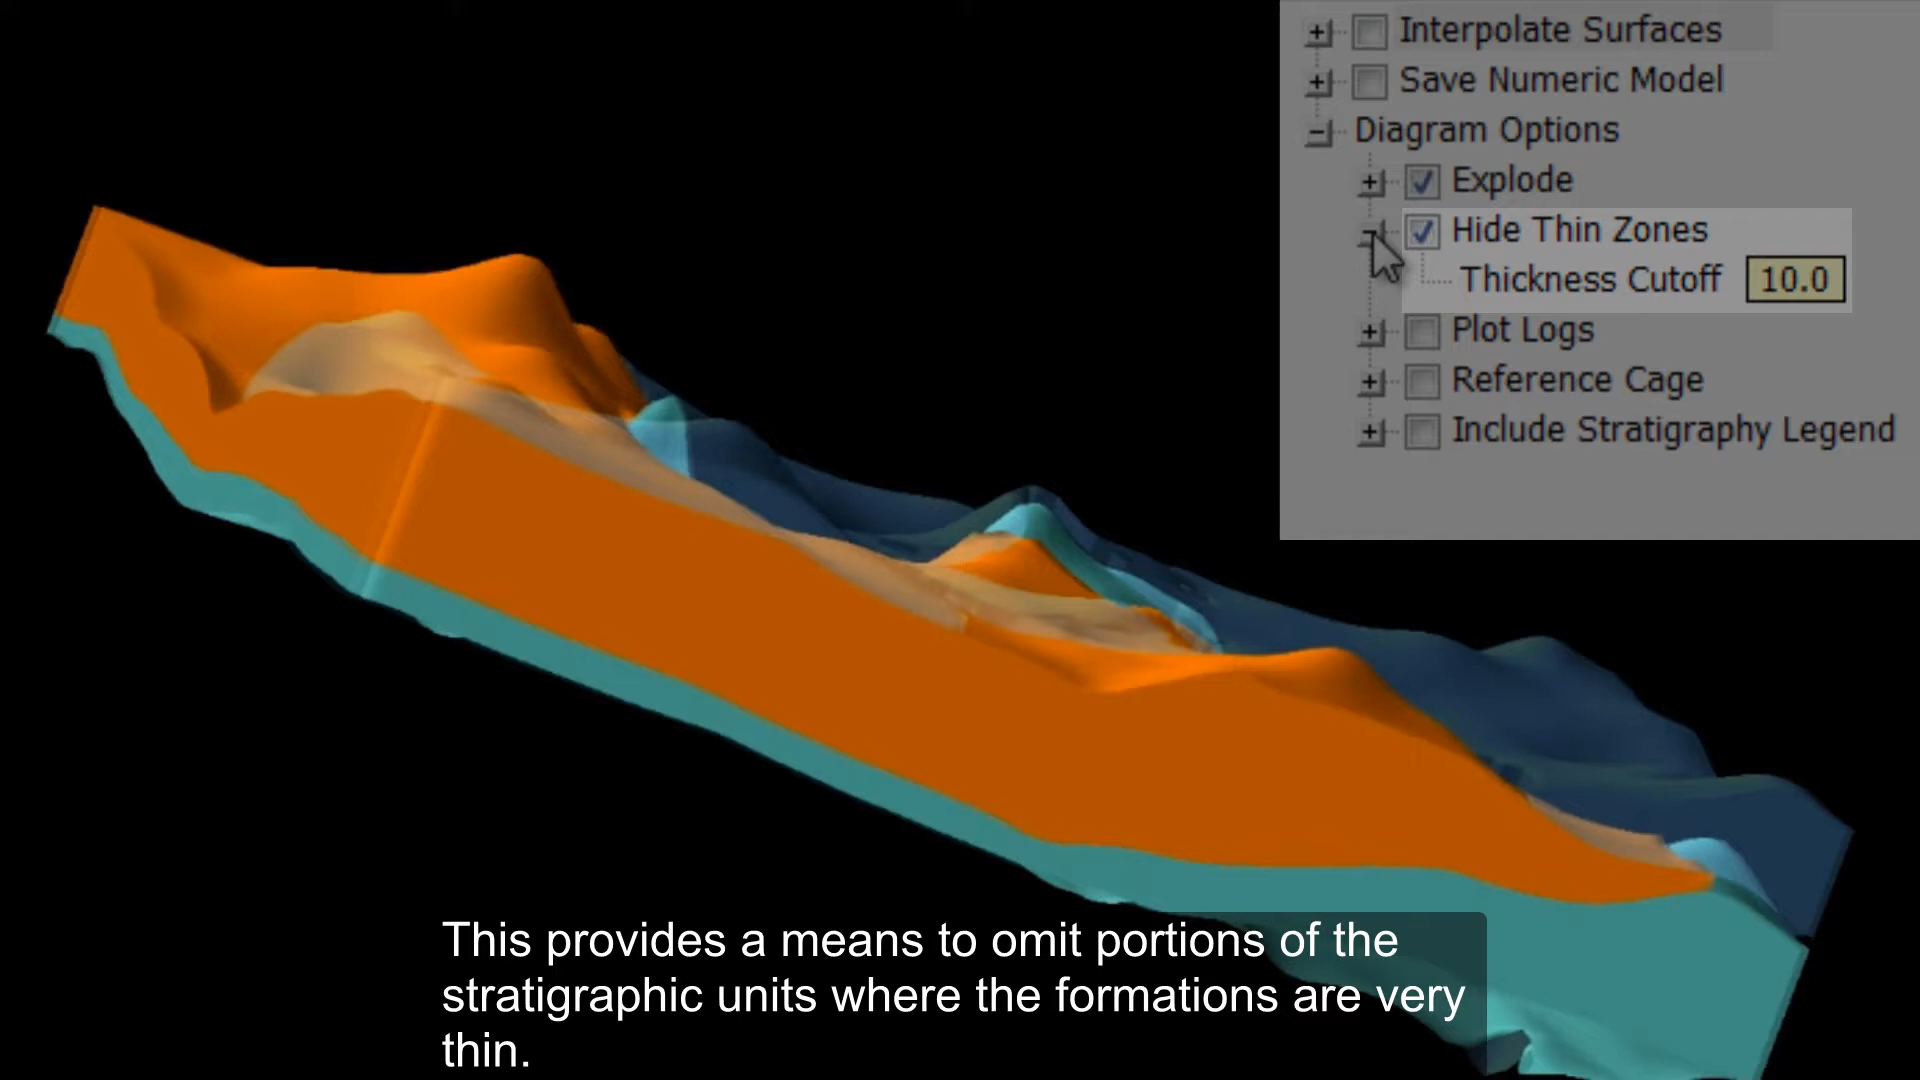 Interpolate Surfaces
Save Numeric Model
Diagram Options
Explode
Hide Thin Zones
Thickness Cutoff 10.0
Plot Logs
Reference Cage
Include Stratigraphy Legend
This provides a means to omit portions of the
stratigraphic units where the formations are very
thin.